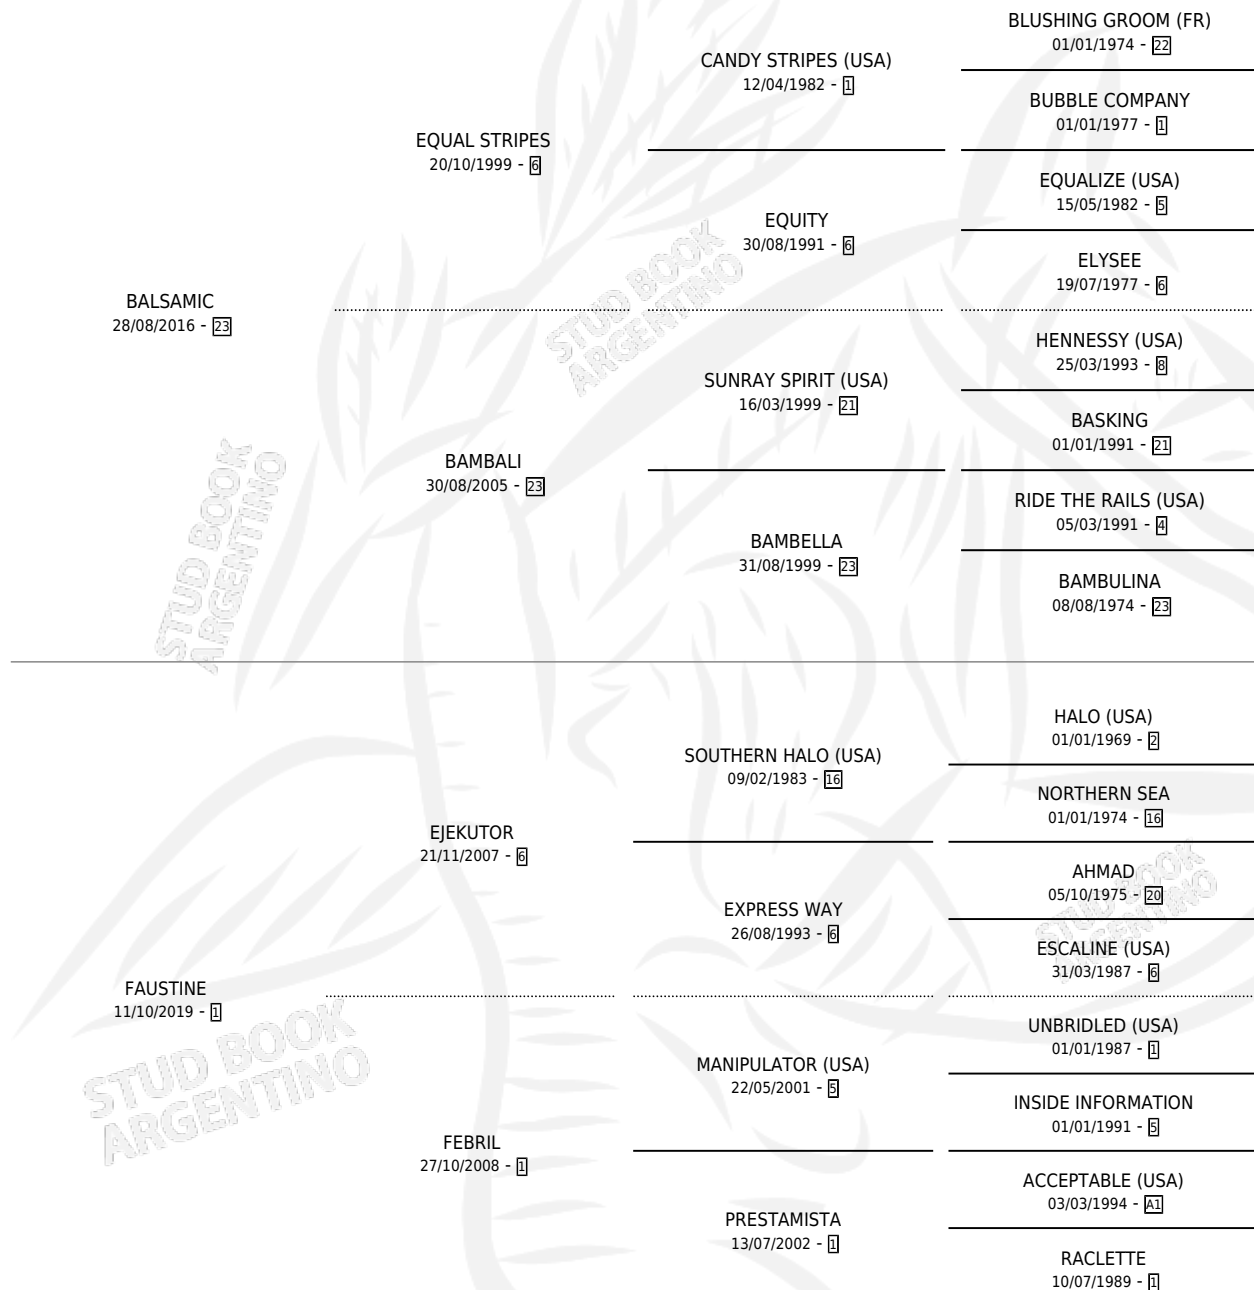 BLUSHING GROOM (FR)
01/01/1974 - 22
CANDY STRIPES (USA)
12/04/1982 - 1
BUBBLE COMPANY
01/01/1977 - 1
EQUAL STRIPES
20/10/1999 - 6
EQUALIZE (USA)
15/05/1982 - 5
EQUITY
30/08/1991 - 6
ELYSEE
19/07/1977 - 6
BALSAMIC
28/08/2016 - 23
HENNESSY (USA)
25/03/1993 - 8
SUNRAY SPIRIT (USA)
16/03/1999 - 21
BASKING
01/01/1991 - 21
BAMBALI
30/08/2005 - 23
RIDE THE RAILS (USA)
05/03/1991 - 4
BAMBELLA
31/08/1999 - 23
BAMBULINA
08/08/1974 - 23
STUD BOOK
ARGENTINO
STUD BOOK
ARGENTINO
HALO (USA)
01/01/1969 - 2
SOUTHERN HALO (USA)
09/02/1983 - 16
NORTHERN SEA
01/01/1974 - 16
EJEKUTOR
21/11/2007 - 6
AHMAD
05/10/1975 - 20
EXPRESS WAY
26/08/1993 - 6
ESCALINE (USA)
31/03/1987 - 6
STUD BOOK
ARGENTINO
FAUSTINE
11/10/2019 - 1
UNBRIDLED (USA)
01/01/1987 - 1
MANIPULATOR (USA)
22/05/2001 - 5
INSIDE INFORMATION
01/01/1991 - 5
FEBRIL
27/10/2008 - 1
ACCEPTABLE (USA)
03/03/1994 - A1
PRESTAMISTA
13/07/2002 - 1
RACLETTE
10/07/1989 - 1
STUD BOOK
ARGENTINO